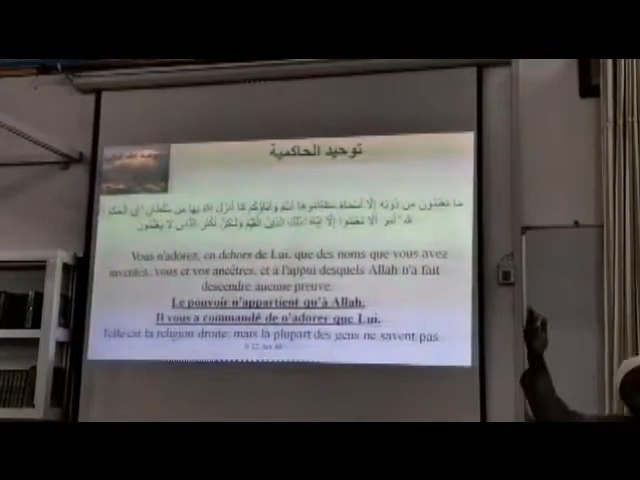 توحيد الحاكمية
ما تعبدون من دونه إلا أسماء سميتموها أنتم وآباؤكم ما أنزل الله بها من سلطان إن الحكم إلا
لله أمر ألا تعبدوا إلا إياه ذلك الدين القيم ولكن أكثر الناس لا يعلمون
Vous n'adorez, en dehors de Lui, que des noms que vous avez
inventés, vous et vos ancêtres, et à l'appui desquels Allah n'a fait
descendre aucune preuve.
Le pouvoir n'appartient qu'à Allah.
Il vous a commandé de n'adorer que Lui.
Telle est la religion droite; mais la plupart des gens ne savent pas.